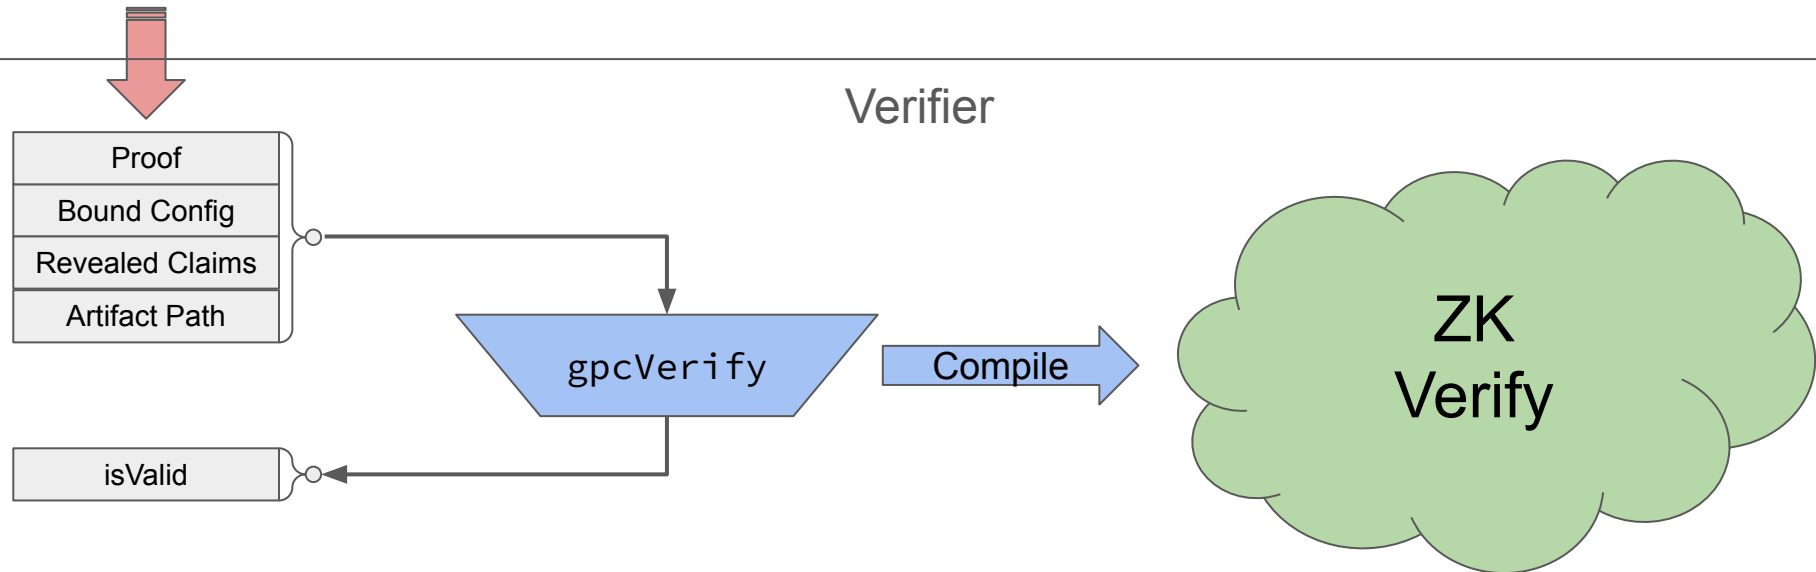 Verifier
Proof
Bound Config
Revealed Claims
Artifact Path
gpcVerify
Compile
ZK
Verify
isValid